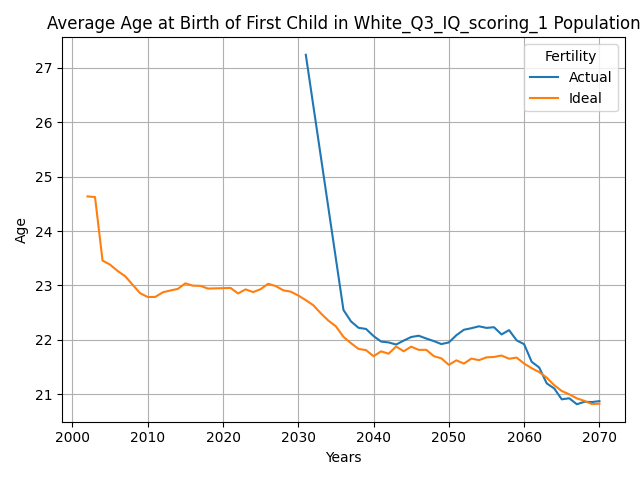 Average Age at Birth of First Child in White_Q3_IQ_scoring_1 Population
Fertility
Actual
Ideal
27
26
25
24
23
22
21
Age
2000 2010 2020 2030 2040 2050 2060 2070
Years